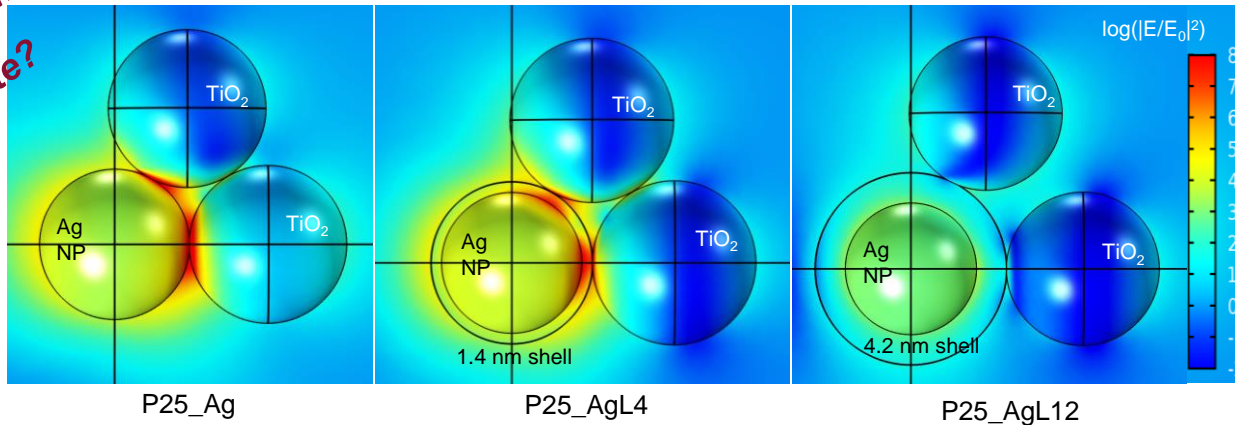 log(|E/E₀|²)
TiO₂
Ag
NP
TiO₂
P25_Ag
TiO₂
Ag
NP
TiO₂
1.4 nm shell
P25_AgL4
TiO₂
Ag
NP
TiO₂
4.2 nm shell
P25_AgL12
8
7
6
5
4
3
2
1
0